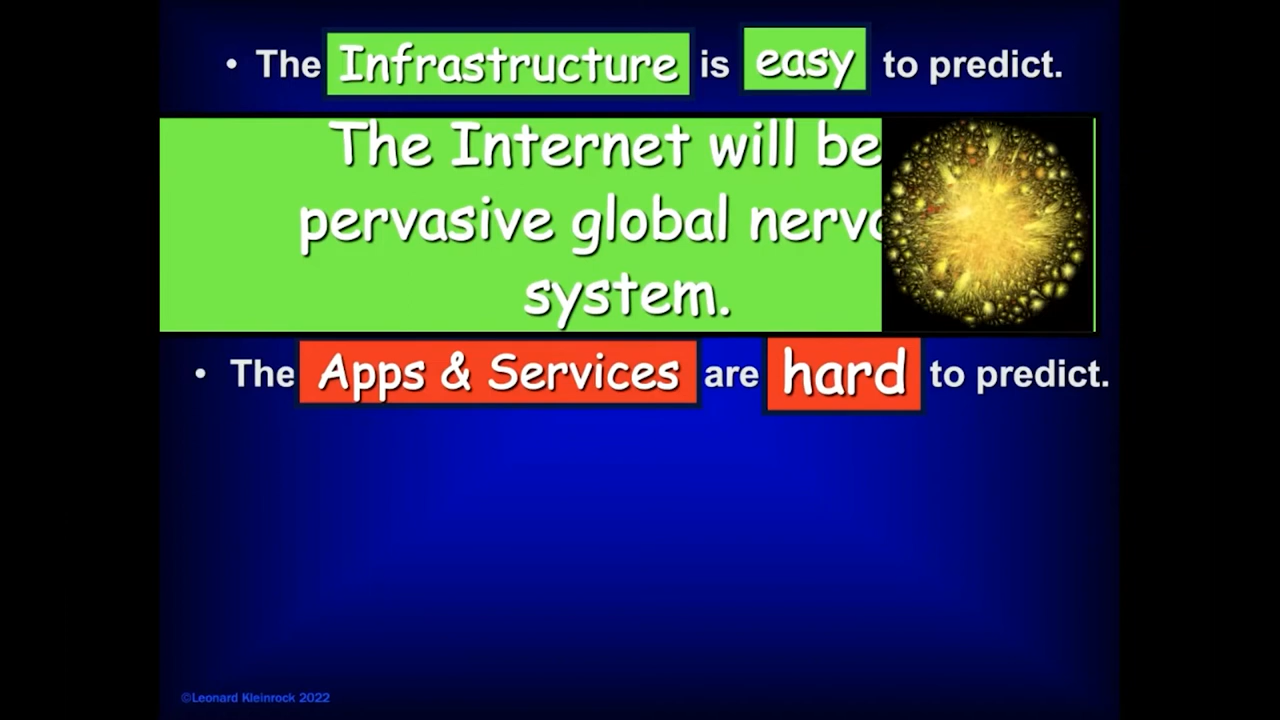 • The Infrastructure is easy to predict.
The Internet will be
pervasive global
system.
• The Apps & Services are hard to predict.
©Leonard Kleinrock 2022